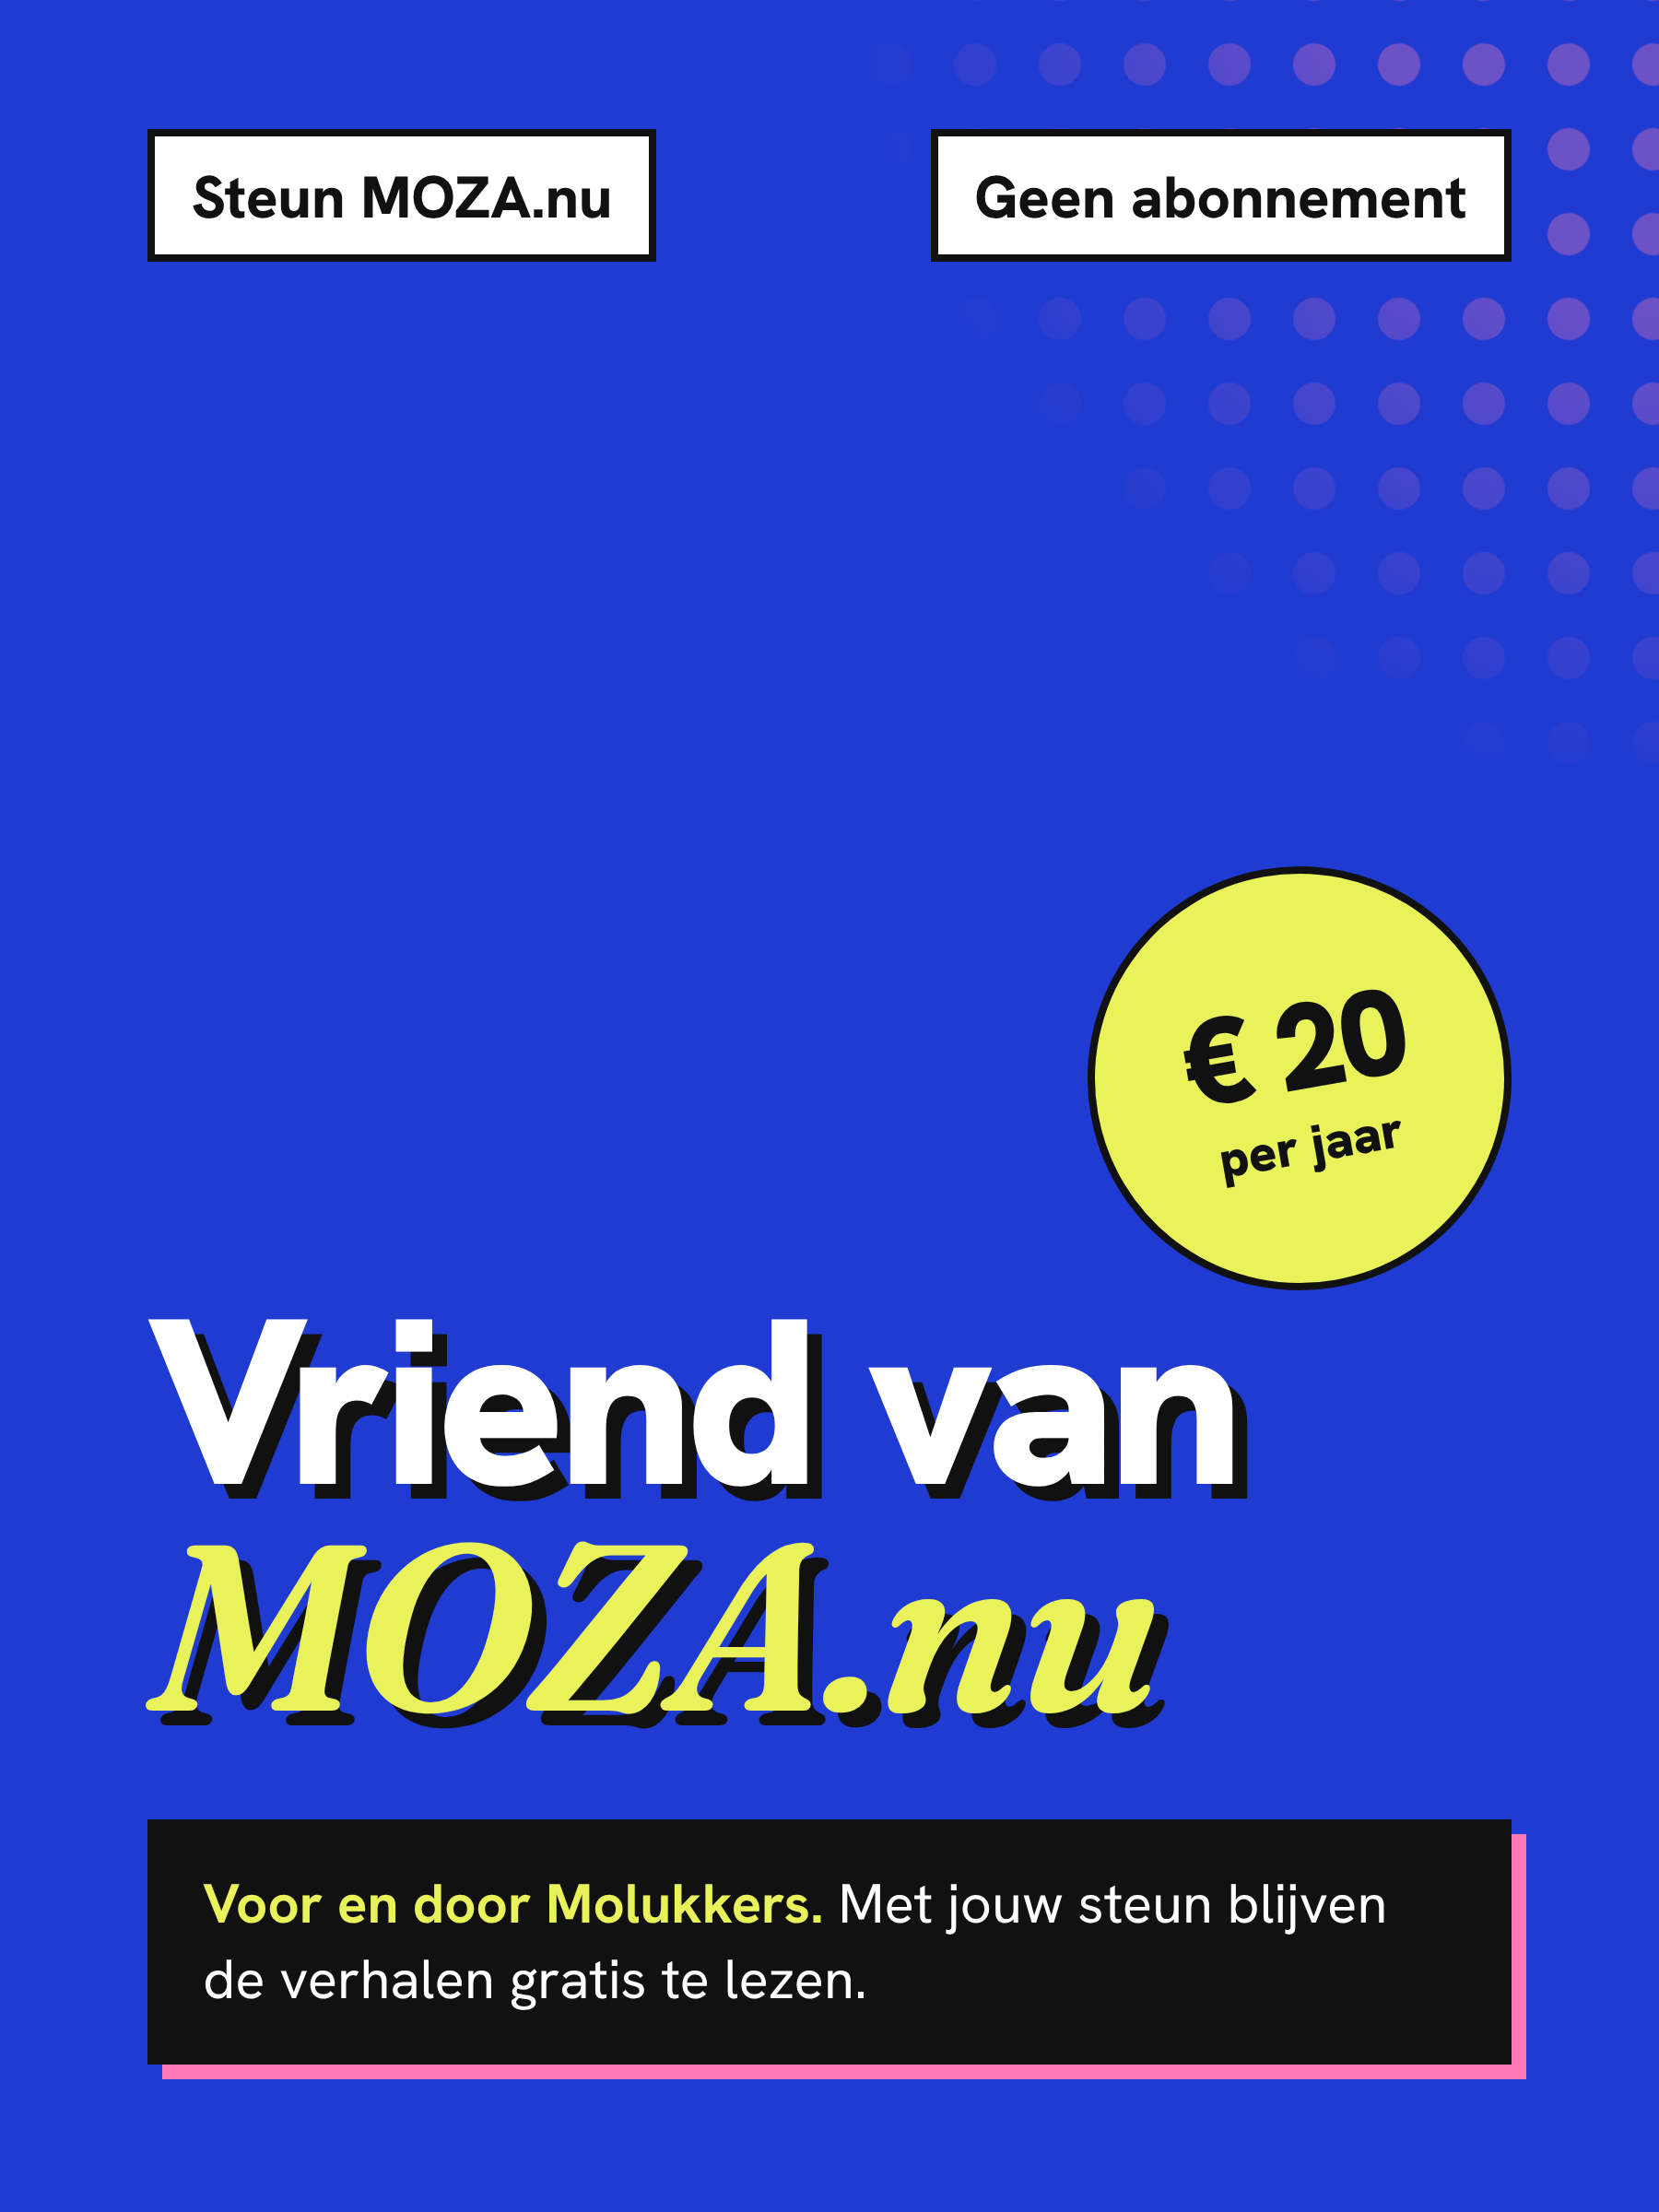 Steun MOZA.nu
Geen abonnement
€ 20
per jaar
Vriend van
MOZA.nu
Voor en door Molukkers. Met jouw steun blijven
de verhalen gratis te lezen.